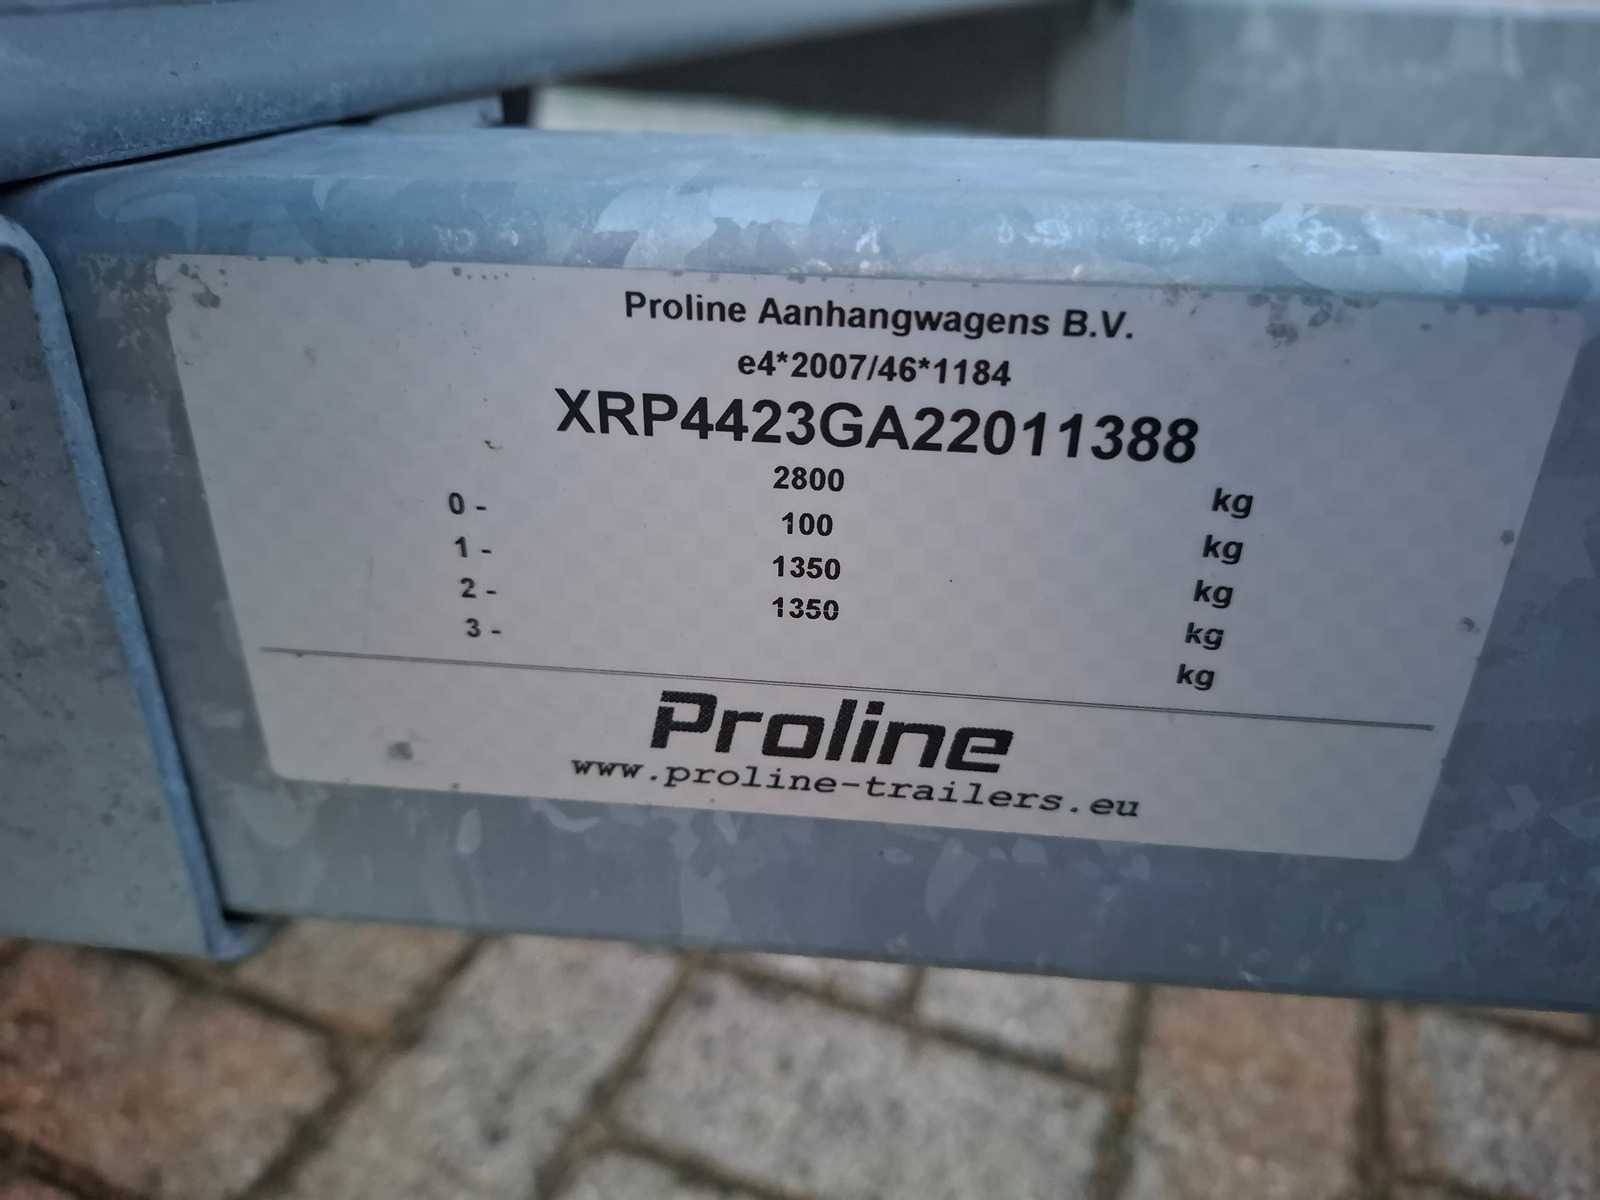 Proline Aanhangwagens B.V.
e4*2007/46*1184
XRP4423GA22011388
2800 kg
0 - 100 kg
1 - 1350 kg
2 - 1350 kg
3 - kg
Proline
www.proline-trailers.eu